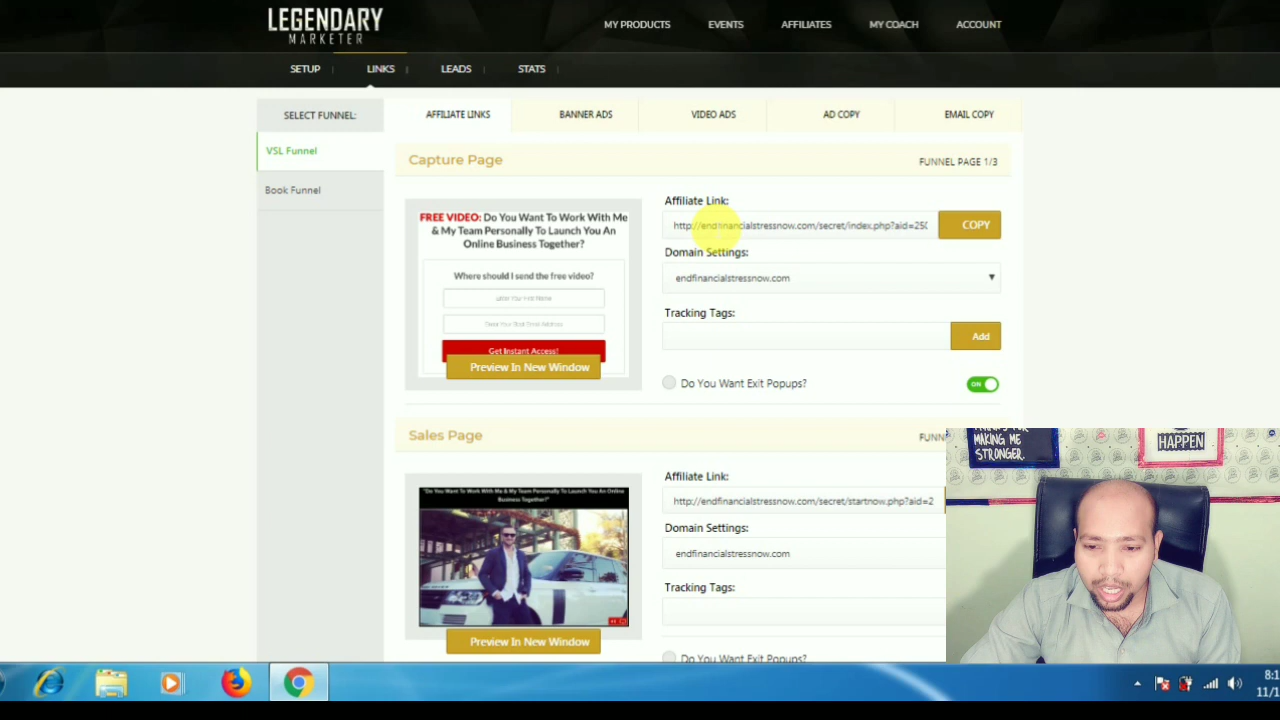 LEGENDARY
MARKETER
MY PRODUCTS
EVENTS
AFFILIATES
MY COACH
ACCOUNT
SETUP
LINKS
LEADS
STATS
SELECT FUNNEL:
AFFILIATE LINKS
BANNER ADS
VIDEO ADS
AD COPY
EMAIL COPY
VSL Funnel
Book Funnel
Capture Page
FUNNEL PAGE 1/3
FREE VIDEO: Do You Want To Work With Me
& My Team Personally To Launch You An
Online Business Together?
Where should I send the free video?
Get Instant Access!
Preview In New Window
Affiliate Link:
http://endfinancialstressnow.com/secret/index.php?aid=250
COPY
Domain Settings:
endfinancialstressnow.com
Tracking Tags:
Add
Do You Want Exit Popups?
ON
Sales Page
FUNN
"Do You Want To Work With Me & My Team Personally To Launch You An Online
Business Together?"
Preview In New Window
Affiliate Link:
http://endfinancialstressnow.com/secret/startnow.php?aid=2
Domain Settings:
endfinancialstressnow.com
Tracking Tags:
Do You Want Exit Popups?
MAKING ME
STRONGER.
HAPPEN
8:1
11/1